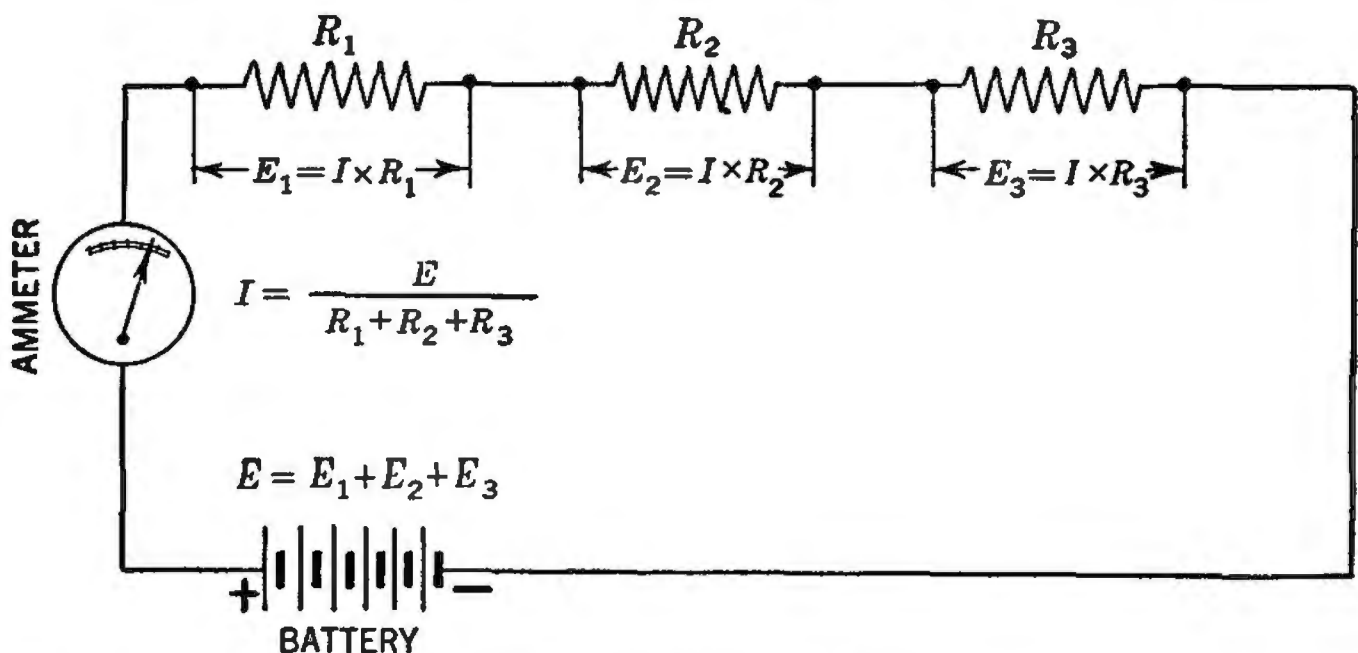 R₁ R₂ R₃
E₁ = I × R₁ E₂ = I × R₂ E₃ = I × R₃
AMMETER
I = E / (R₁ + R₂ + R₃)
E = E₁ + E₂ + E₃
+ −
BATTERY